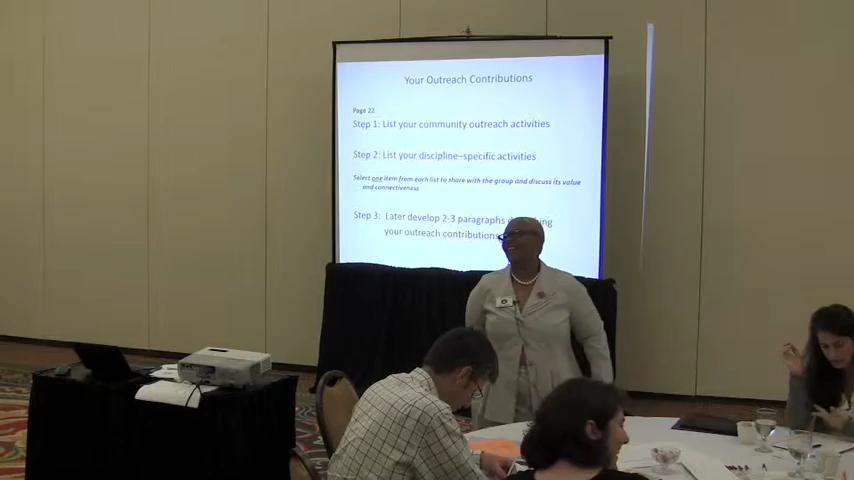 Your Outreach Contributions
Page 22
Step 1: List your community outreach activities
Step 2: List your discipline–specific activities
Select one item from each list to share with the group and discuss its value
and connectiveness
Step 3: Later develop 2-3 paragraphs
your outreach contributions